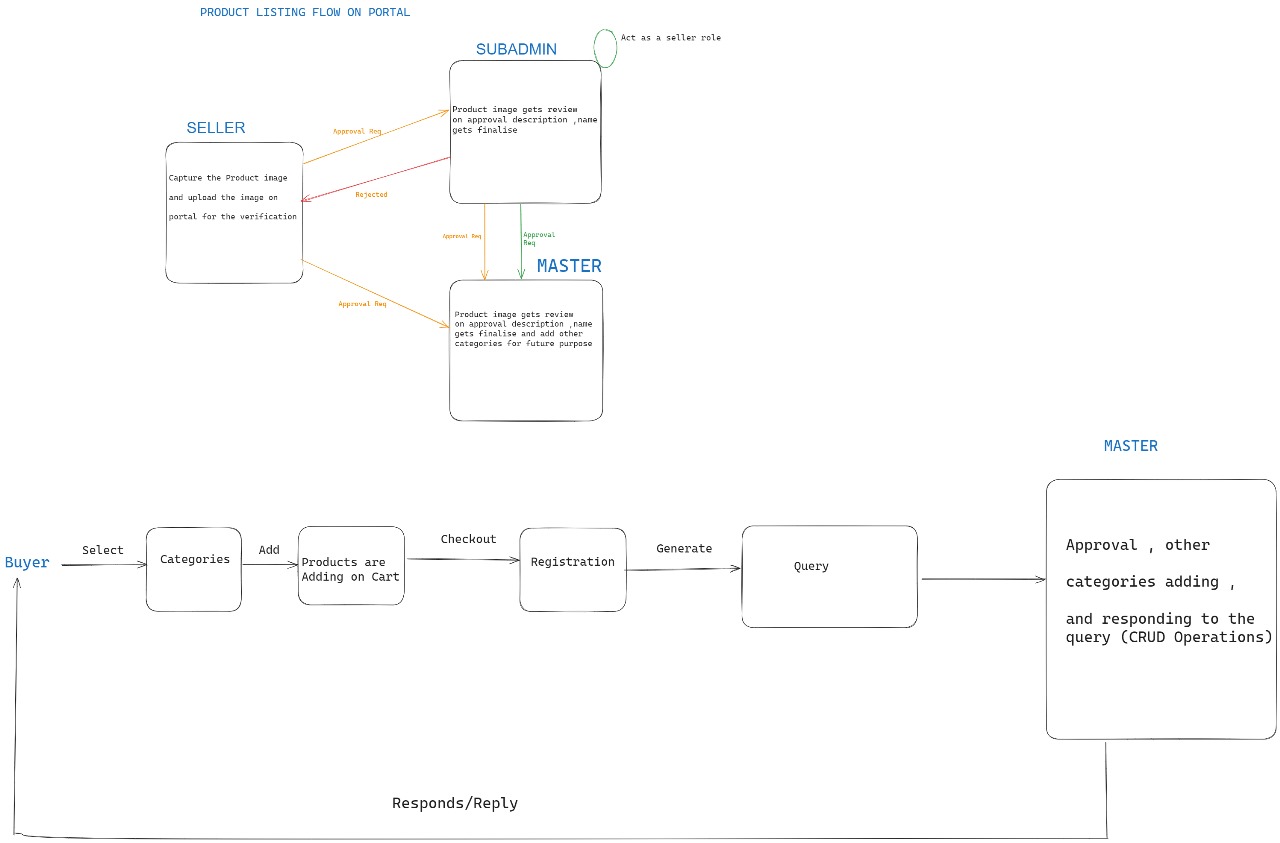 PRODUCT LISTING FLOW ON PORTAL
SUBADMIN
Act as a seller role
Product image gets review
on approval description ,name
gets finalise
SELLER
Approval Req
Capture the Product image
and upload the image on
portal for the verification
Rejected
Approval Req
Approval
Req
MASTER
Approval Req
Product image gets review
on approval description ,name
gets finalise and add other
categories for future purpose
MASTER
Buyer
Select
Categories
Add
Products are
Adding on Cart
Checkout
Registration
Generate
Query
Approval , other
categories adding ,
and responding to the
query (CRUD Operations)
Responds/Reply